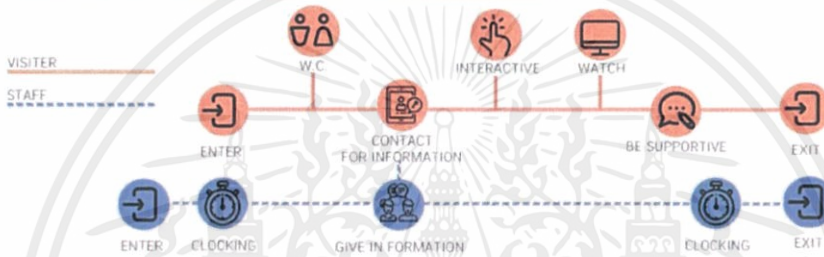 VISITER
STAFF
W.C
INTERACTIVE
WATCH
ENTER
CONTACT
FOR INFORMATION
BE SUPPORTIVE
EXIT
ENTER
CLOCKING
GIVE IN FORMATION
CLOCKING
EXIT